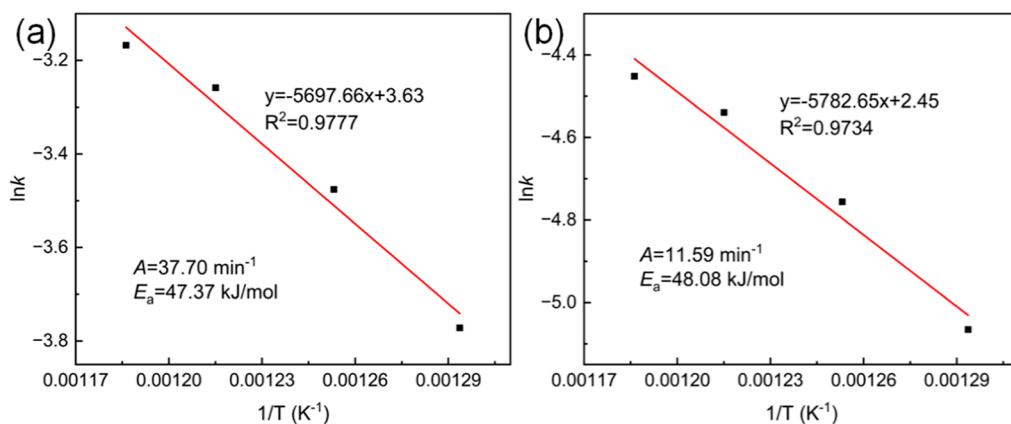 (a)
y=-5697.66x+3.63
R²=0.9777
A=37.70 min⁻¹
Eₐ=47.37 kJ/mol
lnk
−3.2
−3.4
−3.6
−3.8
0.00117 0.00120 0.00123 0.00126 0.00129
1/T (K⁻¹)
(b)
y=-5782.65x+2.45
R²=0.9734
A=11.59 min⁻¹
Eₐ=48.08 kJ/mol
lnk
−4.4
−4.6
−4.8
−5.0
0.00117 0.00120 0.00123 0.00126 0.00129
1/T (K⁻¹)